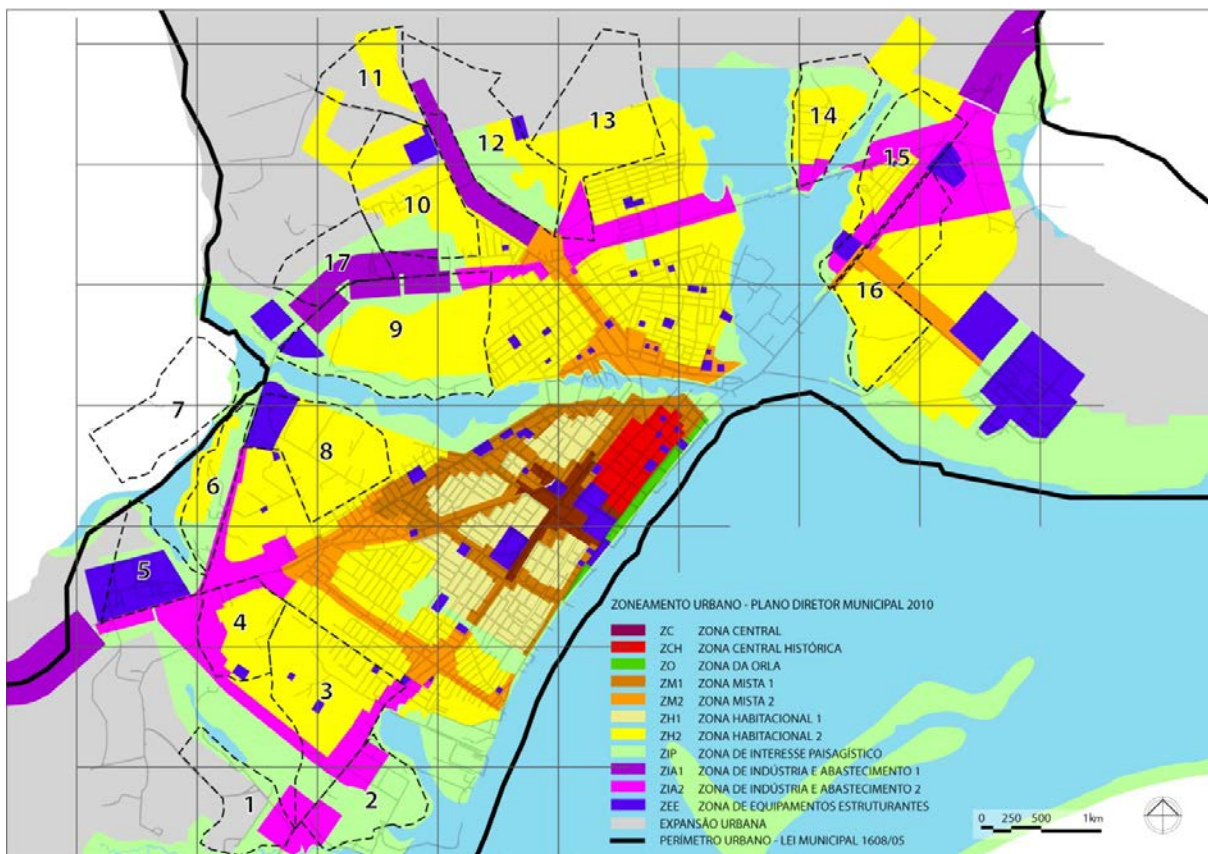 11
13
12
14
15
10
17
16
9
7
8
6
5
4
3
1
2
ZONEAMENTO URBANO - PLANO DIRETOR MUNICIPAL 2010
ZC ZONA CENTRAL
ZCH ZONA CENTRAL HISTÓRICA
ZO ZONA DA ORLA
ZM1 ZONA MISTA 1
ZM2 ZONA MISTA 2
ZH1 ZONA HABITACIONAL 1
ZH2 ZONA HABITACIONAL 2
ZIP ZONA DE INTERESSE PAISAGÍSTICO
ZIA1 ZONA DE INDÚSTRIA E ABASTECIMENTO 1
ZIA2 ZONA DE INDÚSTRIA E ABASTECIMENTO 2
ZEE ZONA DE EQUIPAMENTOS ESTRUTURANTES
EXPANSÃO URBANA
PERÍMETRO URBANO - LEI MUNICIPAL 1608/05
0 250 500 1km